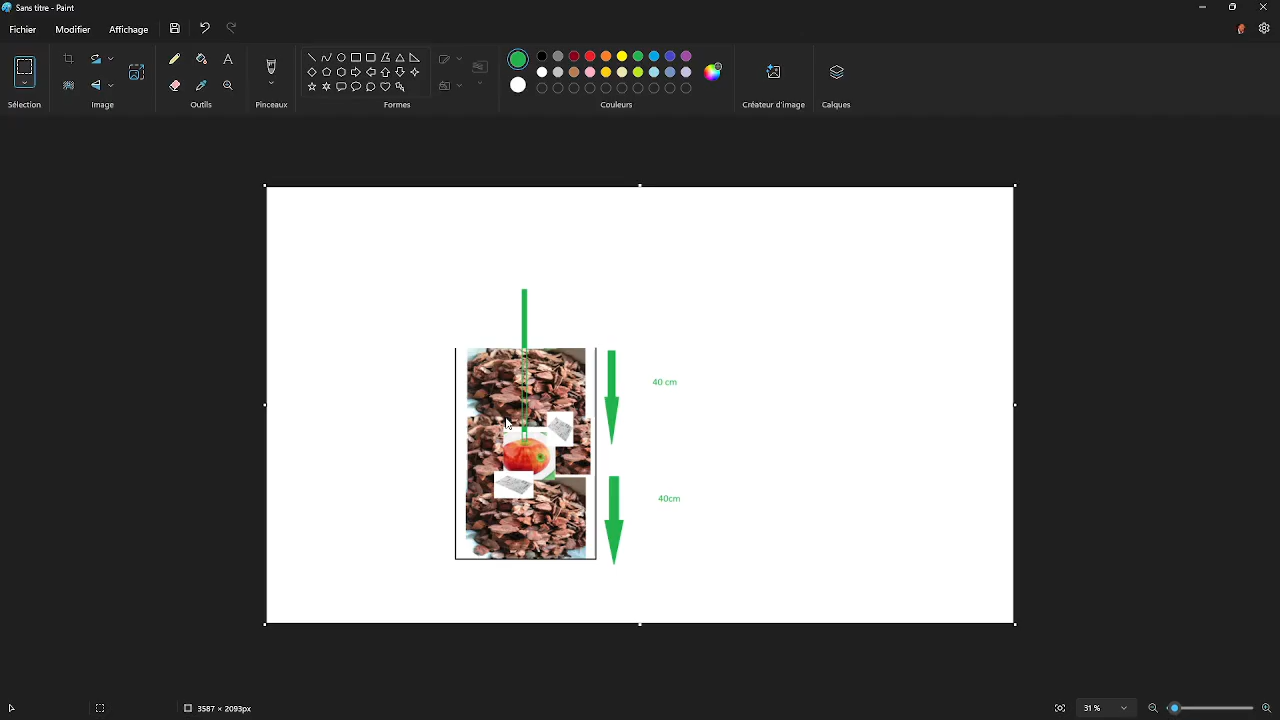 Sans titre - Paint
Fichier Modifier Affichage
Sélection Image Outils Pinceaux Formes Couleurs Créateur d'image Calques
40 cm
40cm
3587 × 2093px 31 %